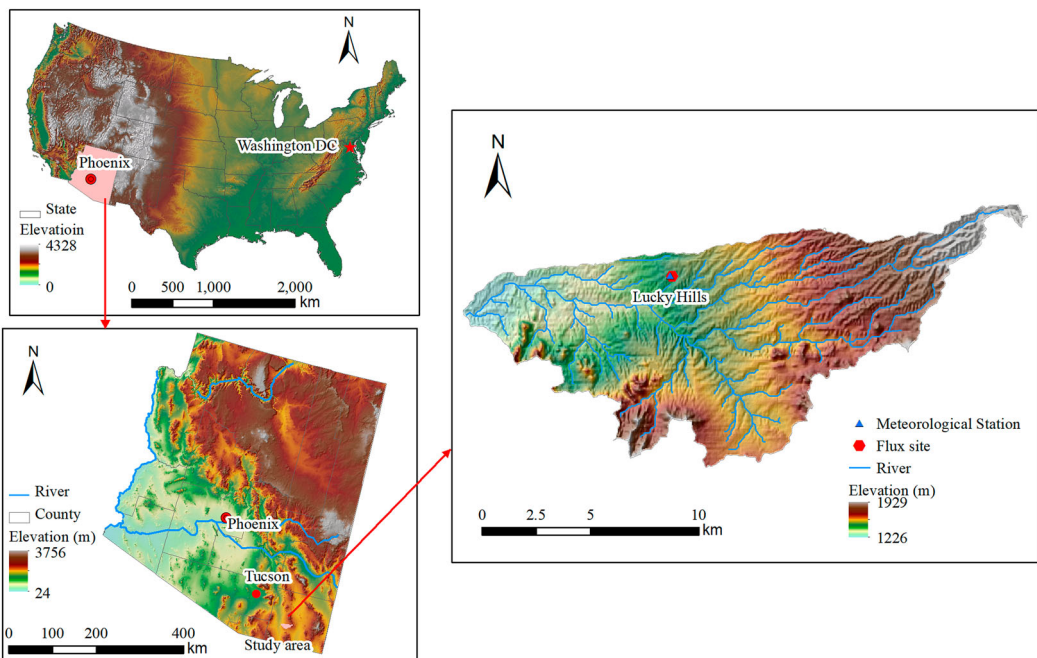 N
Washington DC
Phoenix
State
Elevatioin
4328
0
0 500 1,000 2,000
km
N
River
County
Elevation (m)
3756
24
Phoenix
Tucson
Study area
0 100 200 400
km
N
Lucky Hills
Meteorological Station
Flux site
River
Elevation (m)
1929
1226
0 2.5 5 10
km